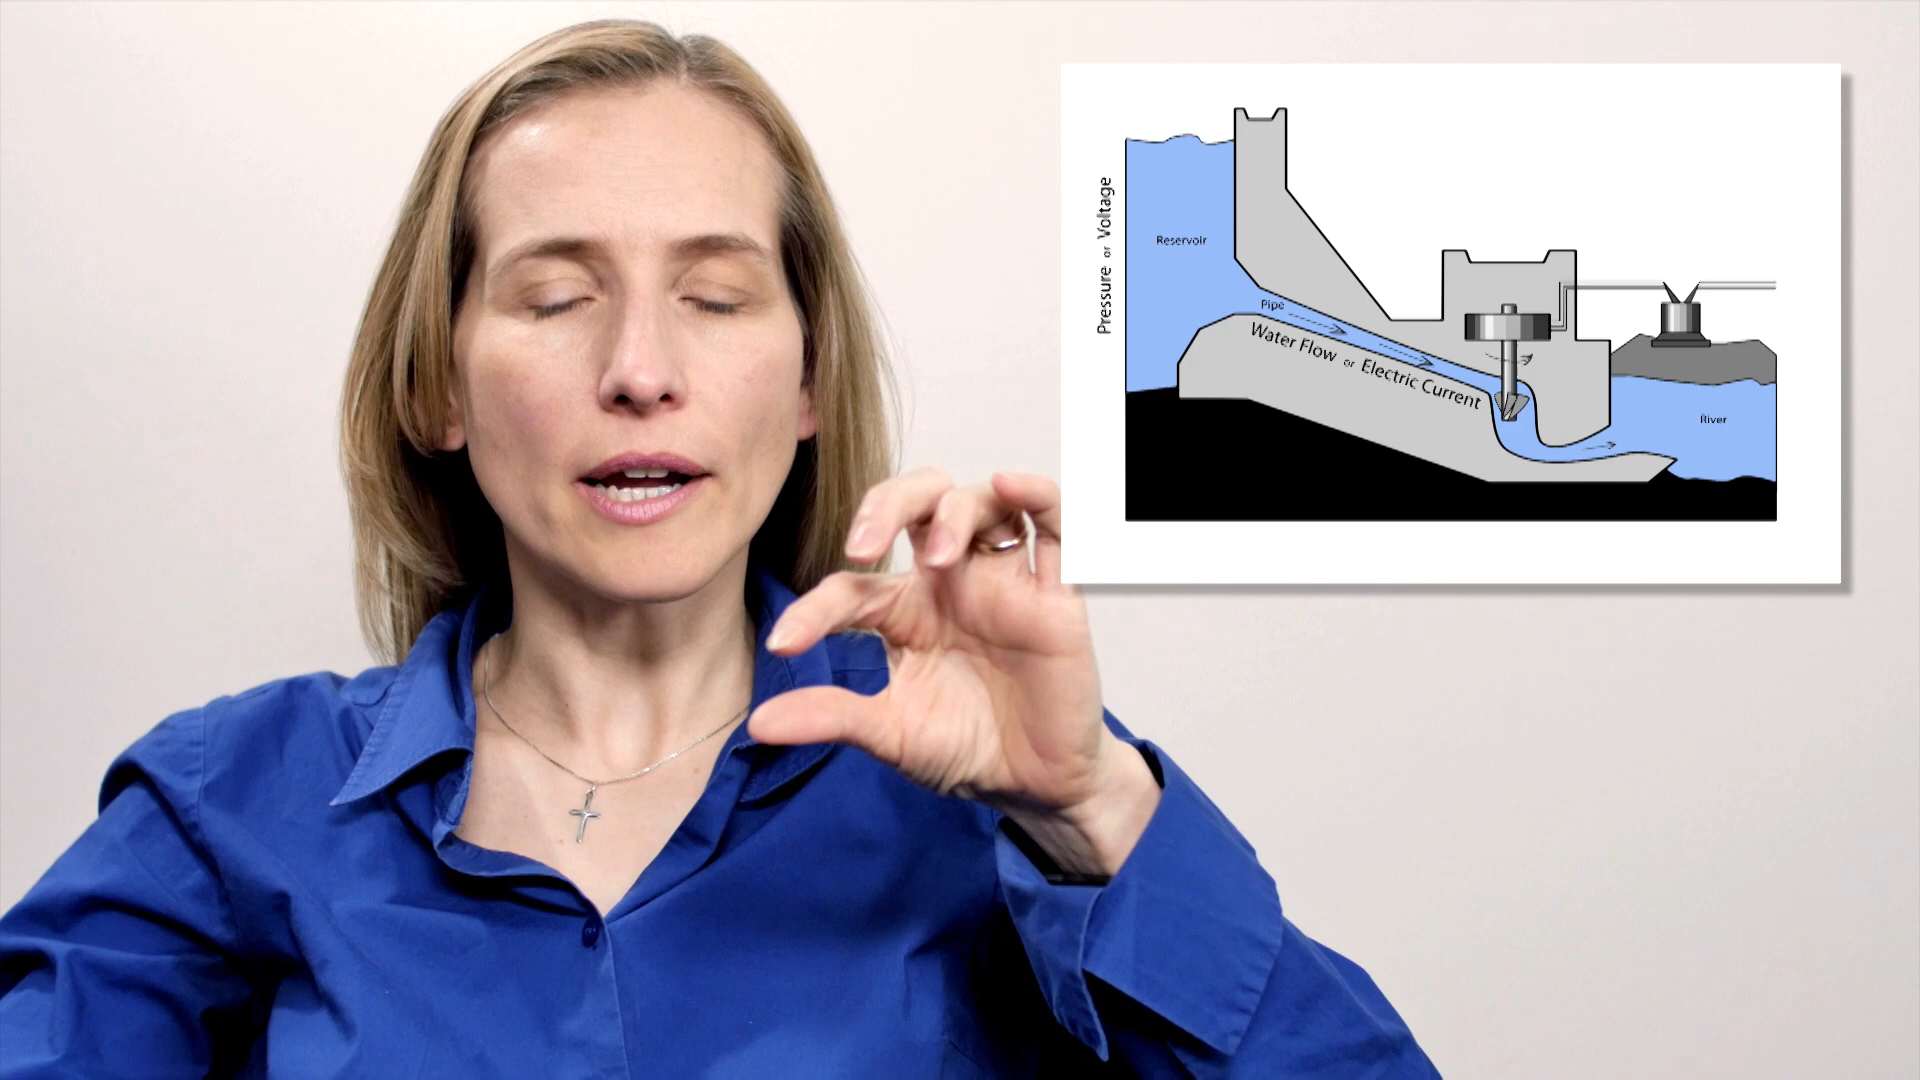 Pressure or Voltage
Reservoir
Pipe
Water Flow or Electric Current
River